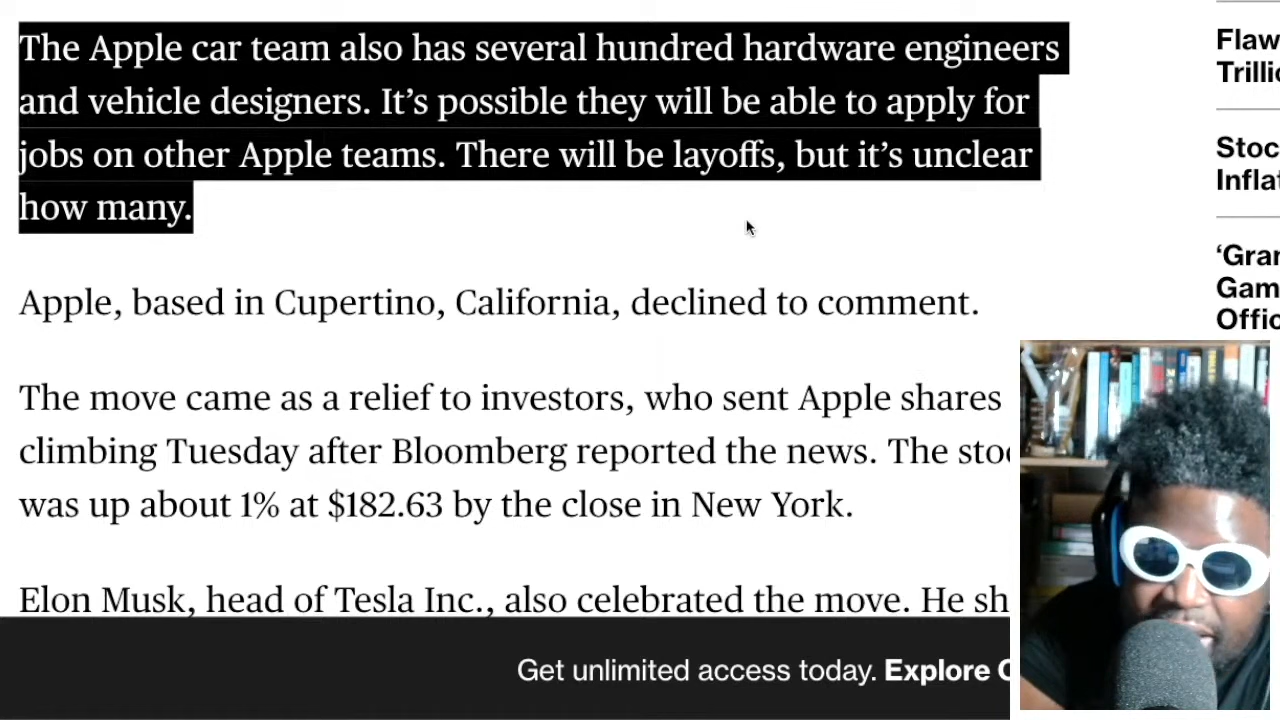 The Apple car team also has several hundred hardware engineers
and vehicle designers. It’s possible they will be able to apply for
jobs on other Apple teams. There will be layoffs, but it’s unclear
how many.
Apple, based in Cupertino, California, declined to comment.
The move came as a relief to investors, who sent Apple shares
climbing Tuesday after Bloomberg reported the news. The
was up about 1% at $182.63 by the close in New York.
Elon Musk, head of Tesla Inc., also celebrated the move. He
Get unlimited access today. Explore
Flaw
Trilli
Stoc
Infla
‘Gran
Gam
Offic